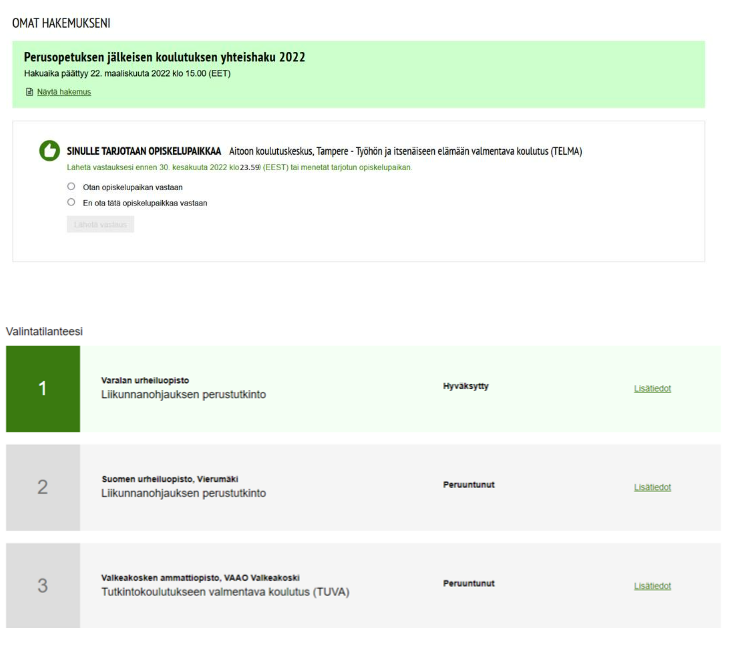 OMAT HAKEMUKSENI
Perusopetuksen jälkeisen koulutuksen yhteishaku 2022
Hakuaika päättyy 22. maaliskuuta 2022 klo 15.00 (EET)
Näytä hakemus
SINULLE TARJOTAAN OPISKELUPAIKKAA Aitoon koulutuskeskus, Tampere - Työhön ja itsenäiseen elämään valmentava koulutus (TELMA)
Lähetä vastauksesi ennen 30. kesäkuuta 2022 klo 23.59 (EEST) tai menetät tarjotun opiskelupaikan.
Otan opiskelupaikan vastaan
En ota tätä opiskelupaikkaa vastaan
Lähetä vastaus
Valintatilanteesi
1 Varalan urheiluopisto Hyväksytty Lisätiedot
Liikunnanohjauksen perustutkinto
2 Suomen urheiluopisto, Vierumäki Peruuntunut Lisätiedot
Liikunnanohjauksen perustutkinto
3 Valkeakosken ammattiopisto, VAAO Valkeakoski Peruuntunut Lisätiedot
Tutkintokoulutukseen valmentava koulutus (TUVA)